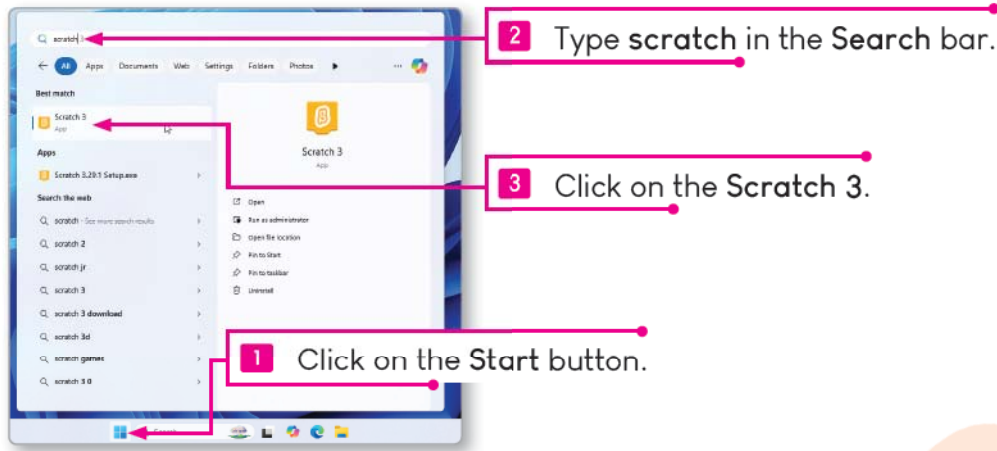 scratch
2 Type scratch in the Search bar.
All Apps Documents Web Settings Folders Photos
Best match
Scratch 3
App
Scratch 3
App
3 Click on the Scratch 3.
Apps
Scratch 3.29.1 Setup.exe
Search the web
scratch - See more search results
scratch 2
scratch jr
scratch 3
scratch 3 download
scratch 3d
scratch games
scratch 3 0
Open
Run as administrator
Open file location
Pin to Start
Pin to taskbar
Uninstall
1 Click on the Start button.